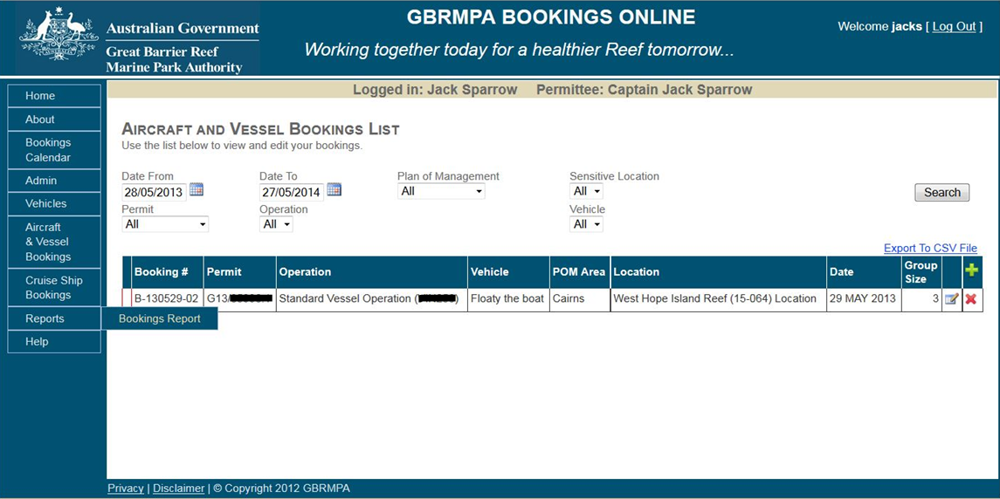 Australian Government
Great Barrier Reef
Marine Park Authority
GBRMPA BOOKINGS ONLINE
Working together today for a healthier Reef tomorrow...
Welcome jacks [ Log Out ]
Logged in: Jack Sparrow Permittee: Captain Jack Sparrow
Home
About
Bookings
Calendar
Admin
Vehicles
Aircraft
& Vessel
Bookings
Cruise Ship
Bookings
Reports
Bookings Report
Help
AIRCRAFT AND VESSEL BOOKINGS LIST
Use the list below to view and edit your bookings.
Date From Date To Plan of Management Sensitive Location
28/05/2013 27/05/2014 All All
Search
Permit Operation Vehicle
All All All
Export To CSV File
Booking # Permit Operation Vehicle POM Area Location Date Group Size
B-130529-02 G13/ Standard Vessel Operation ( ) Floaty the boat Cairns West Hope Island Reef (15-064) Location 29 MAY 2013 3
Privacy | Disclaimer | © Copyright 2012 GBRMPA